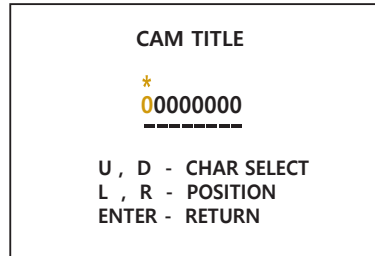 CAM TITLE
*
00000000
--------
U , D - CHAR SELECT
L , R - POSITION
ENTER - RETURN